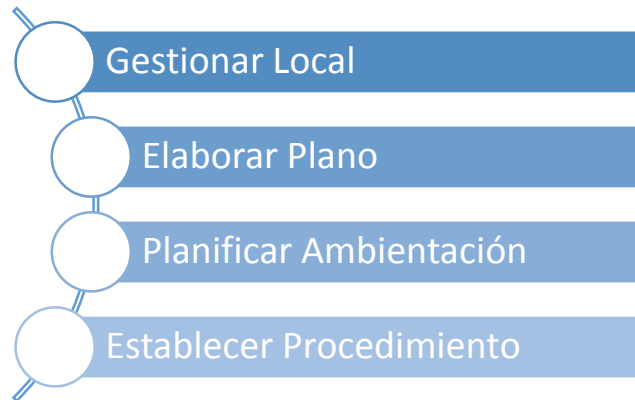 Gestionar Local
Elaborar Plano
Planificar Ambientación
Establecer Procedimiento